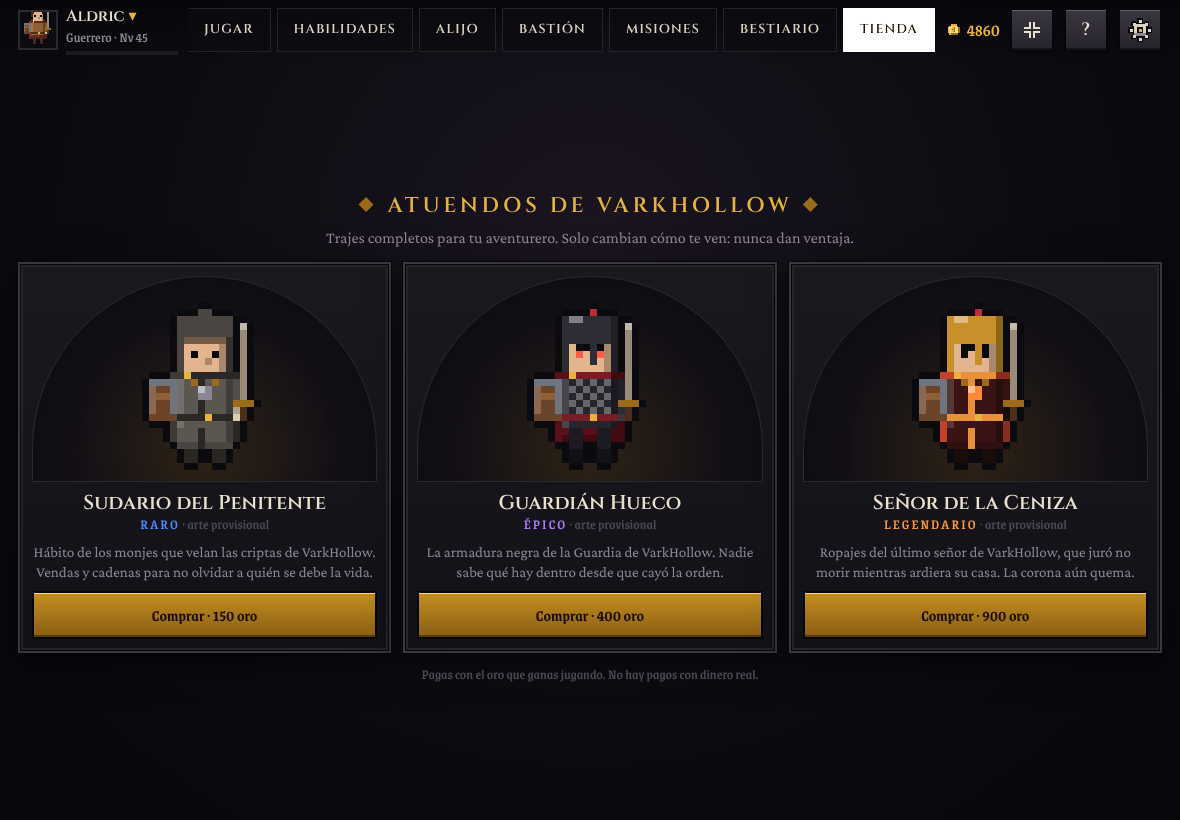 ALDRIC ▼
Guerrero · Nv 45
JUGAR
HABILIDADES
ALIJO
BASTIÓN
MISIONES
BESTIARIO
TIENDA
4860
?
◆ ATUENDOS DE VARKHOLLOW ◆
Trajes completos para tu aventurero. Solo cambian cómo te ven: nunca dan ventaja.
SUDARIO DEL PENITENTE
RARO · arte provisional
Hábito de los monjes que velan las criptas de VarkHollow.
Vendas y cadenas para no olvidar a quién se debe la vida.
Comprar · 150 oro
GUARDIÁN HUECO
ÉPICO · arte provisional
La armadura negra de la Guardia de VarkHollow. Nadie
sabe qué hay dentro desde que cayó la orden.
Comprar · 400 oro
SEÑOR DE LA CENIZA
LEGENDARIO · arte provisional
Ropajes del último señor de VarkHollow, que juró no
morir mientras ardiera su casa. La corona aún quema.
Comprar · 900 oro
Pagas con el oro que ganas jugando. No hay pagos con dinero real.